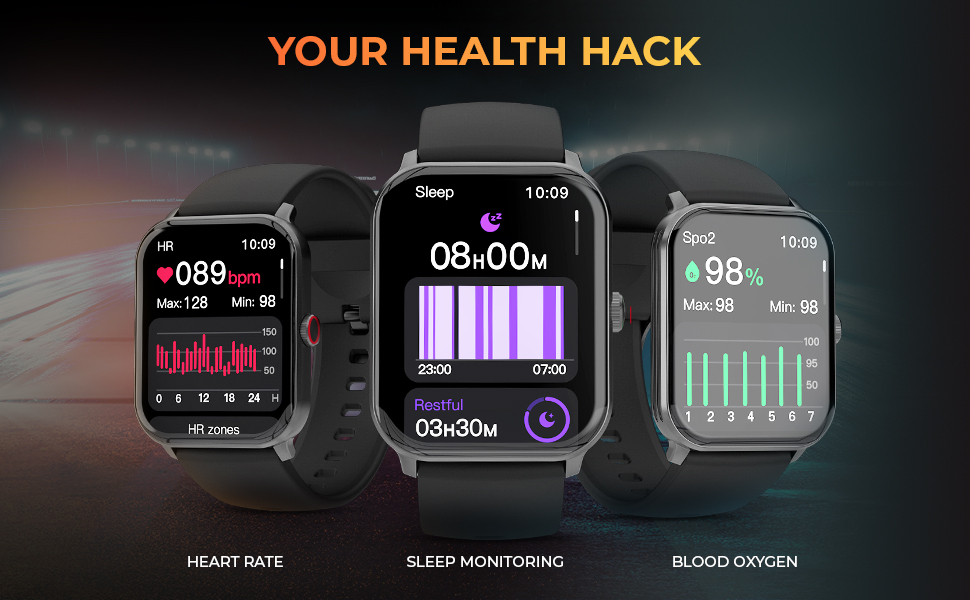 YOUR HEALTH HACK
HR 10:09
089bpm
Max:128 Min: 98
150
100
50
0 6 12 18 24 H
HR zones
Sleep 10:09
zZ
08H00M
23:00 07:00
Restful
03H30M
Spo2 10:09
O₂ 98%
Max: 98 Min: 98
100
95
50
1 2 3 4 5 6 7
HEART RATE
SLEEP MONITORING
BLOOD OXYGEN